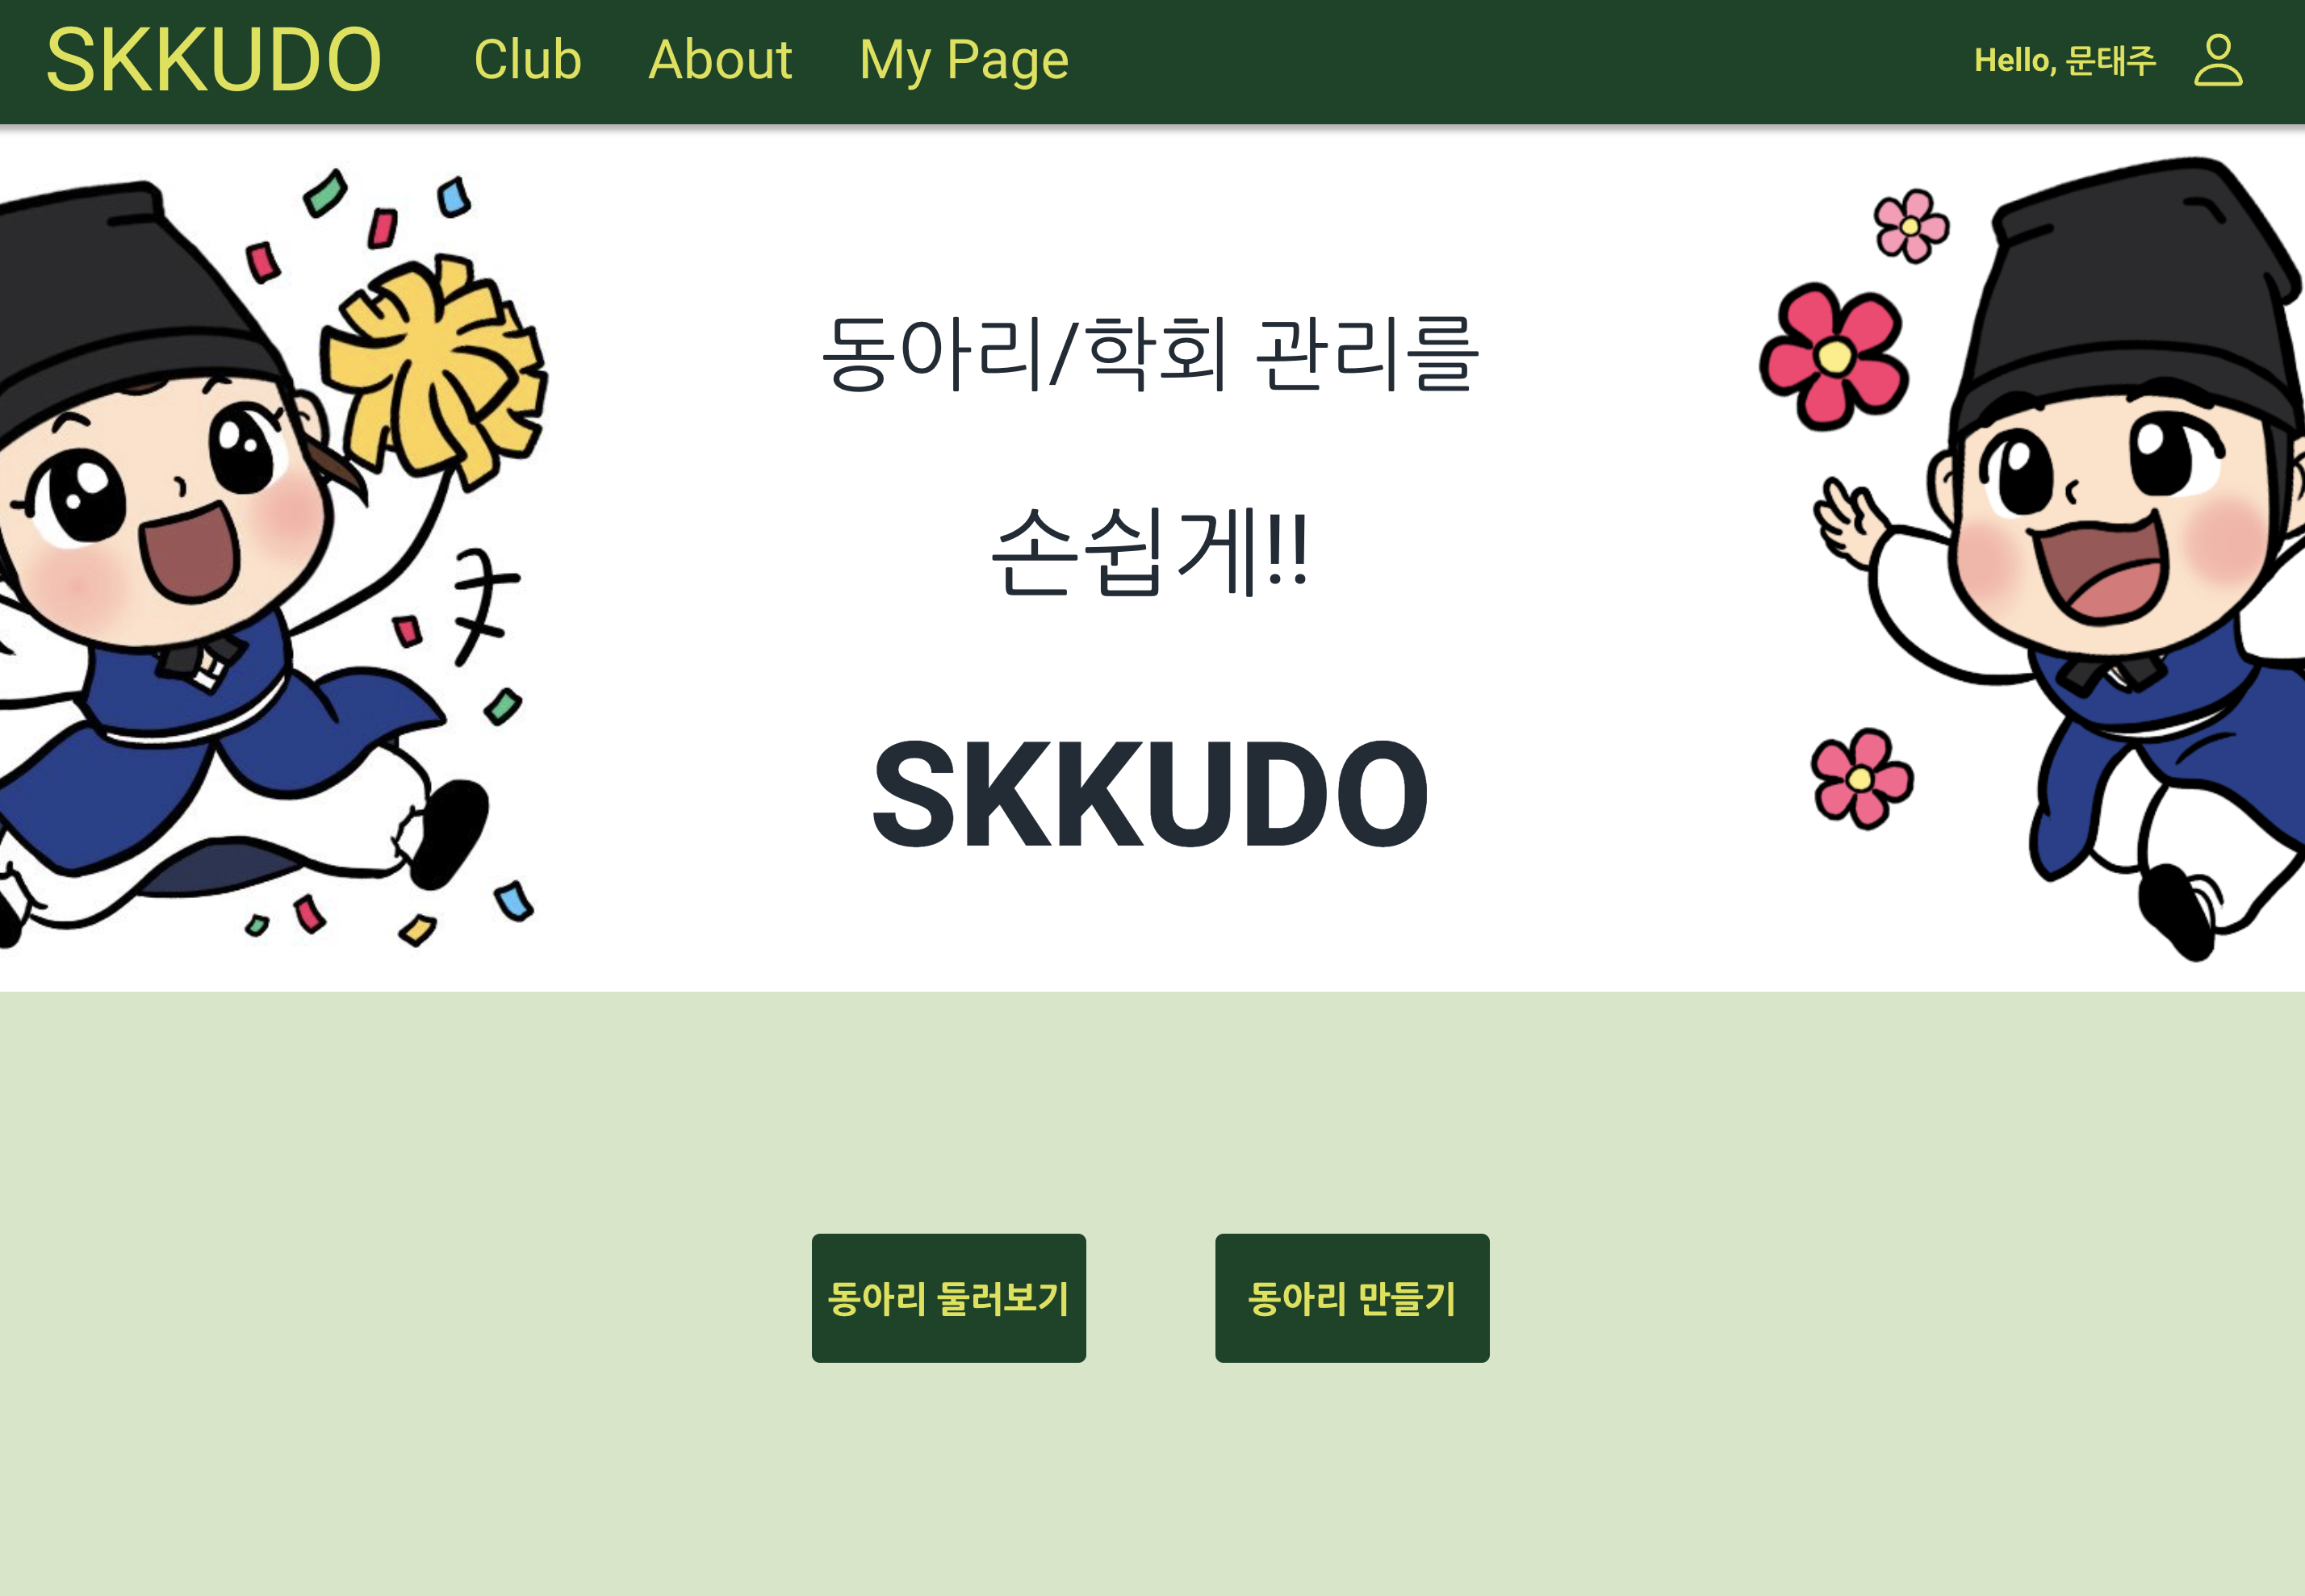 SKKUDO
Club
About
My Page
Hello, 문태주
동아리/학회 관리를
손쉽게!!
SKKUDO
동아리 둘러보기
동아리 만들기